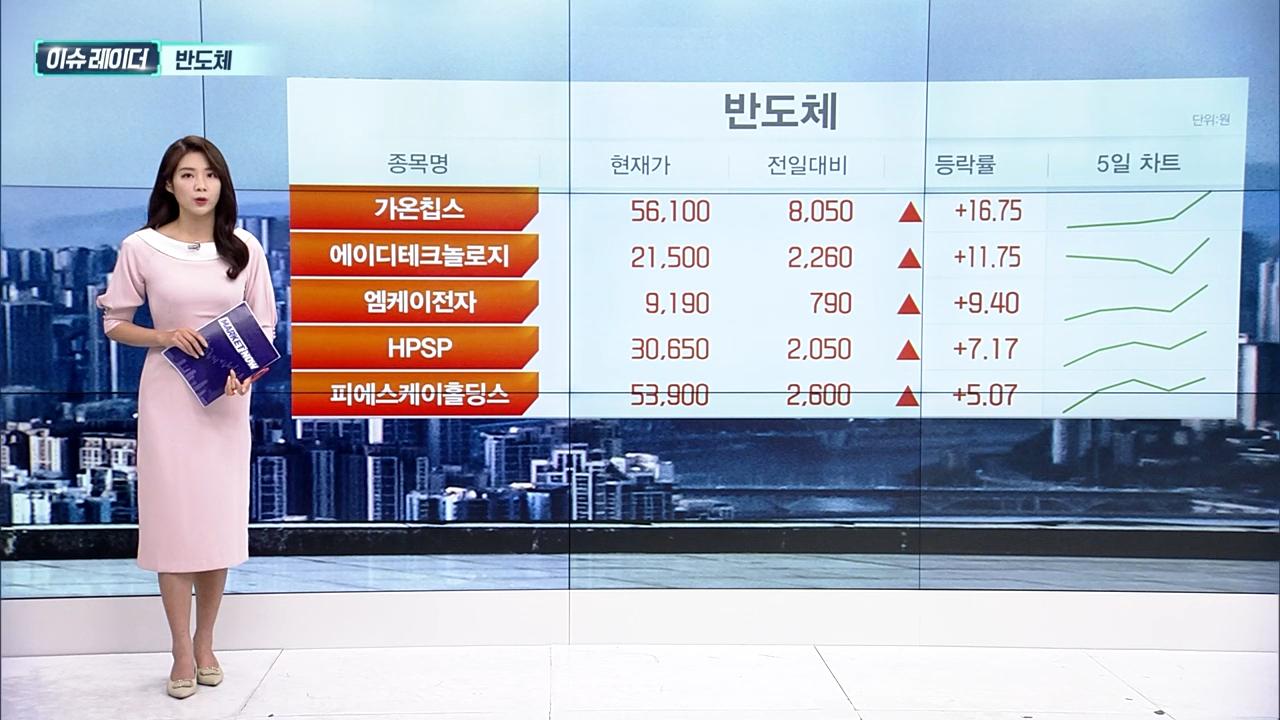 이슈레이더 반도체
반도체
단위:원
종목명 현재가 전일대비 등락률 5일 차트
가온칩스 56,100 8,050 ▲ +16.75
에이디테크놀로지 21,500 2,260 ▲ +11.75
엠케이전자 9,190 790 ▲ +9.40
HPSP 30,650 2,050 ▲ +7.17
피에스케이홀딩스 53,900 2,600 ▲ +5.07
MARKET NOW